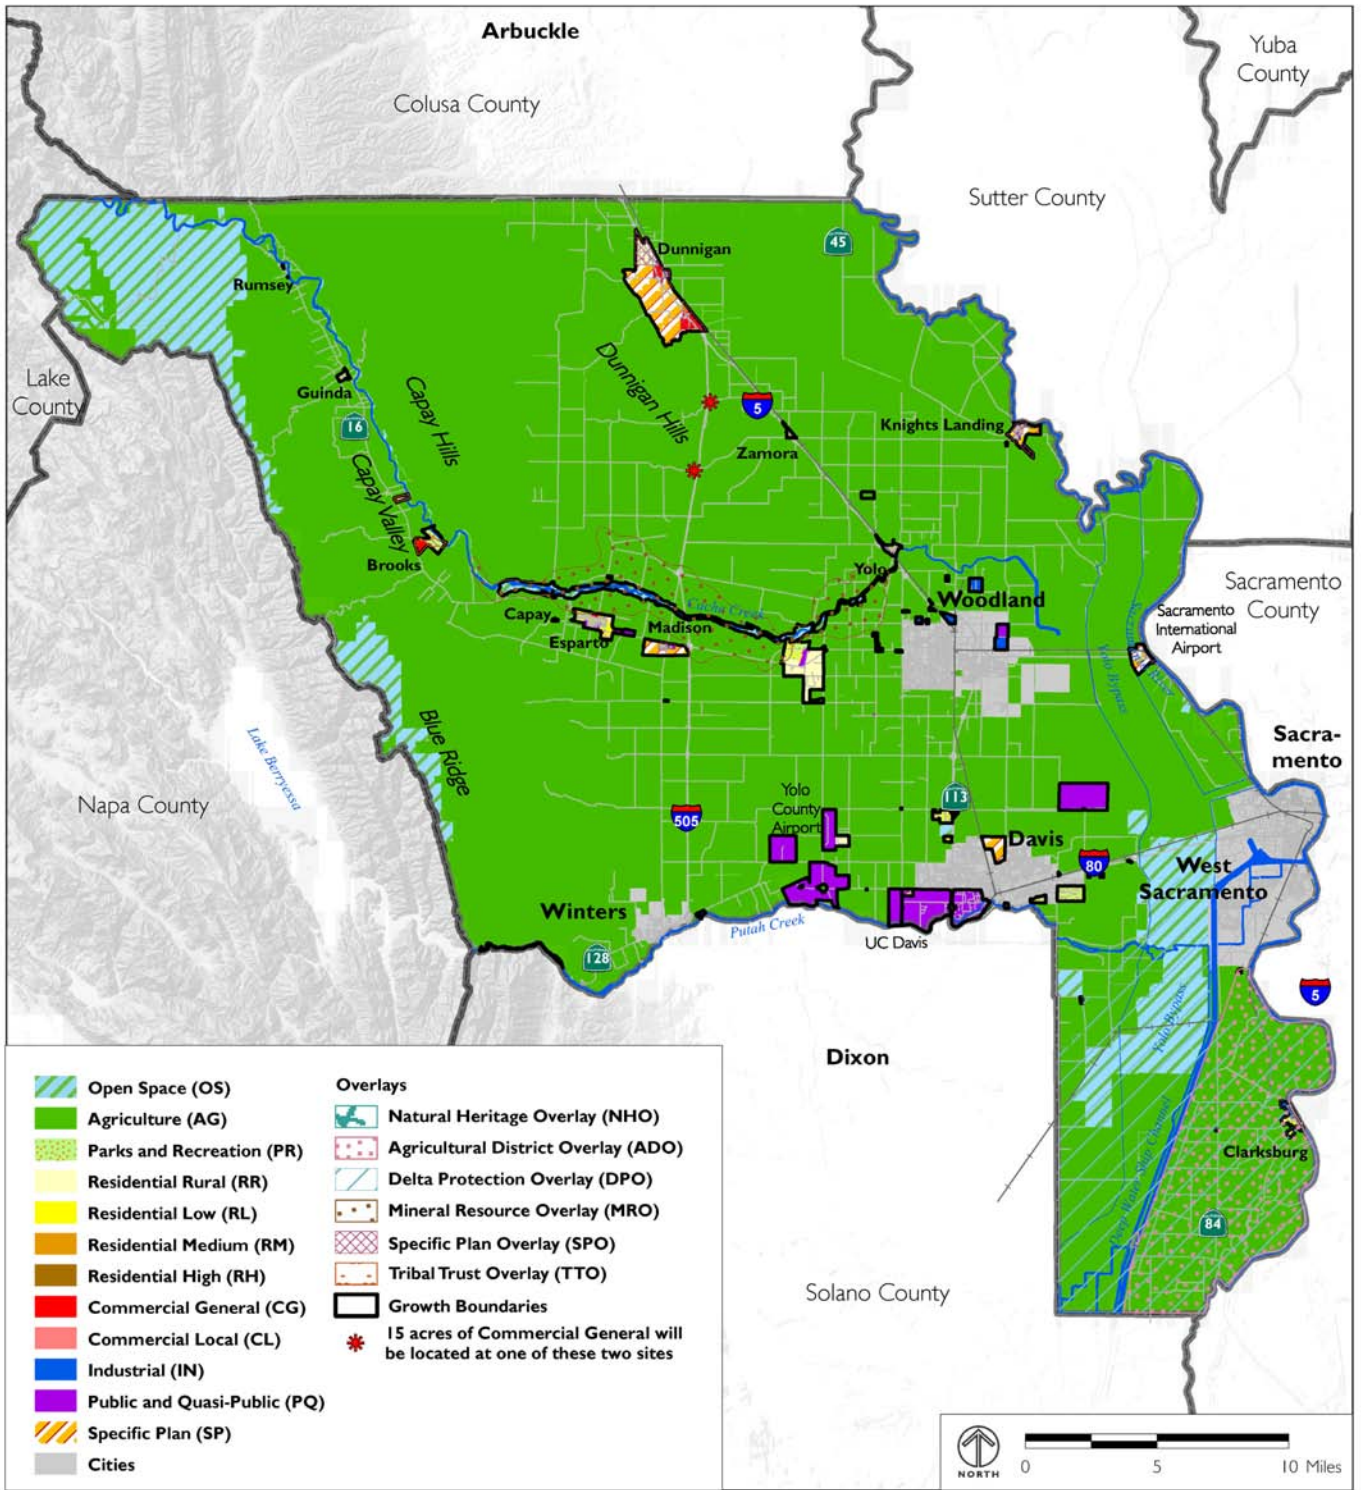 Arbuckle
Yuba
County
Colusa County
Sutter County
45
Dunnigan
Rumsey
Lake
County
Guinda
16
Capay Hills
Dunnigan Hills
5
Knights Landing
Zamora
Capay Valley
Brooks
Yolo
Woodland
Sacramento
County
Cache Creek
Capay
Madison
Esparto
Sacramento
International
Airport
Sacramento River
Yolo Bypass
Blue Ridge
Lake Berryessa
Sacra-
mento
Napa County
Yolo
County
Airport
113
505
Davis
80
West
Sacramento
Winters
Putah Creek
UC Davis
128
5
Yolo Bypass
Dixon
Deep Water Ship Channel
Clarksburg
84
Solano County
Open Space (OS)
Agriculture (AG)
Parks and Recreation (PR)
Residential Rural (RR)
Residential Low (RL)
Residential Medium (RM)
Residential High (RH)
Commercial General (CG)
Commercial Local (CL)
Industrial (IN)
Public and Quasi-Public (PQ)
Specific Plan (SP)
Cities
Overlays
Natural Heritage Overlay (NHO)
Agricultural District Overlay (ADO)
Delta Protection Overlay (DPO)
Mineral Resource Overlay (MRO)
Specific Plan Overlay (SPO)
Tribal Trust Overlay (TTO)
Growth Boundaries
15 acres of Commercial General will
be located at one of these two sites
NORTH
0 5 10 Miles